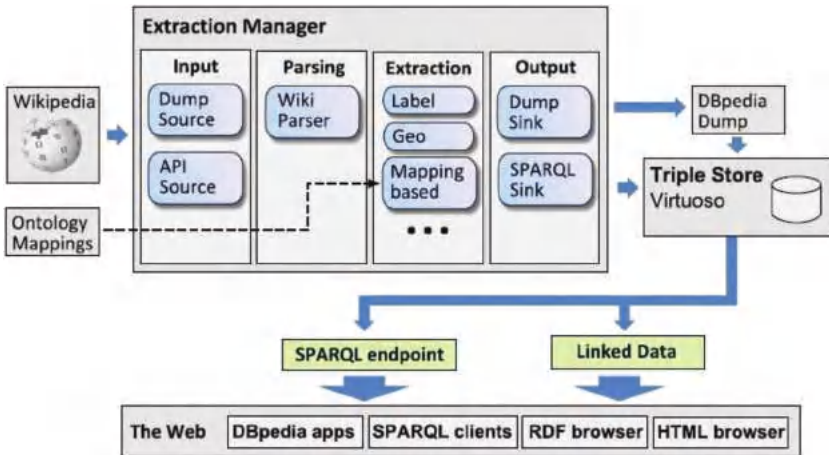 Extraction Manager
Input
Parsing
Extraction
Output
Wikipedia
Dump
Source
API
Source
Wiki
Parser
Label
Geo
Mapping
based
Dump
Sink
SPARQL
Sink
DBpedia
Dump
Triple Store
Virtuoso
Ontology
Mappings
SPARQL endpoint
Linked Data
The Web
DBpedia apps
SPARQL clients
RDF browser
HTML browser